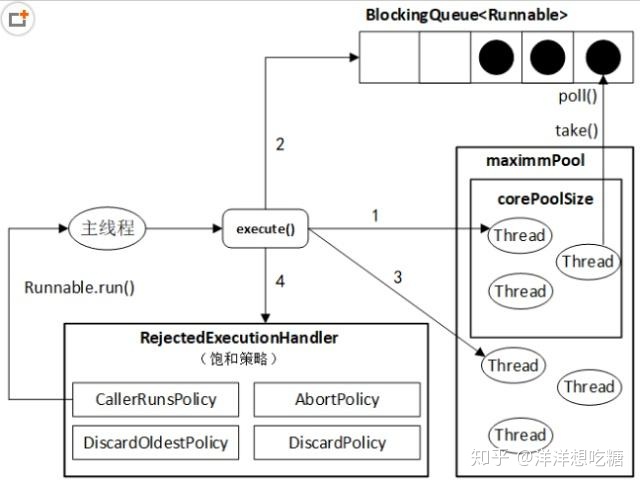 BlockingQueue<Runnable>
poll()
take()
2
maximmPool
corePoolSize
主线程
execute()
1
Thread
Thread
Thread
3
Runnable.run()
4
RejectedExecutionHandler
（饱和策略）
CallerRunsPolicy
AbortPolicy
DiscardOldestPolicy
DiscardPolicy
Thread
Thread
Thread
知乎 @洋洋想吃糖